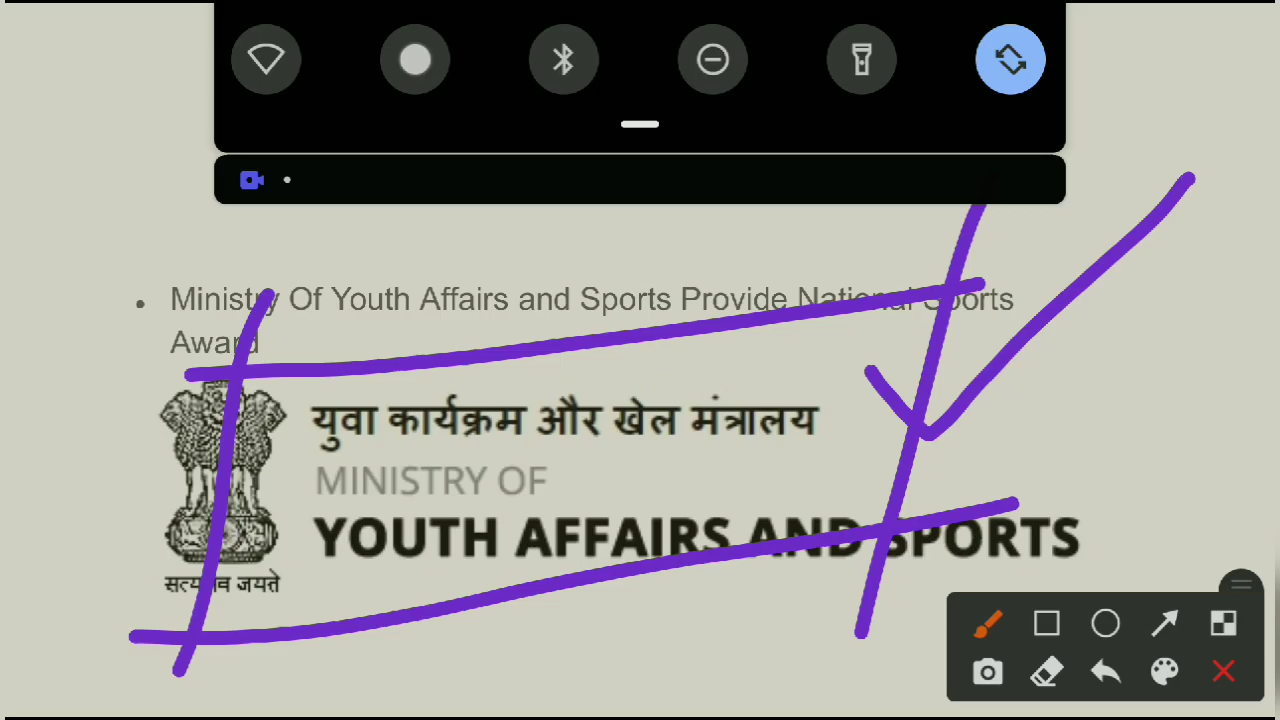 Ministry Of Youth Affairs and Sports Provide National Sports
Award
युवा कार्यक्रम और खेल मंत्रालय
MINISTRY OF
YOUTH AFFAIRS AND SPORTS
सत्यमेव जयते